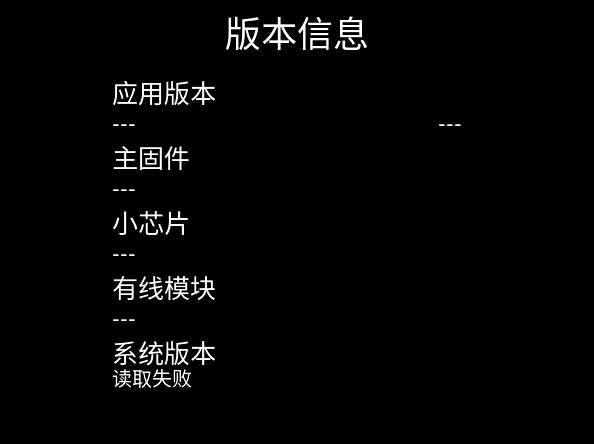 版本信息
应用版本
--- ---
主固件
---
小芯片
---
有线模块
---
系统版本
读取失败